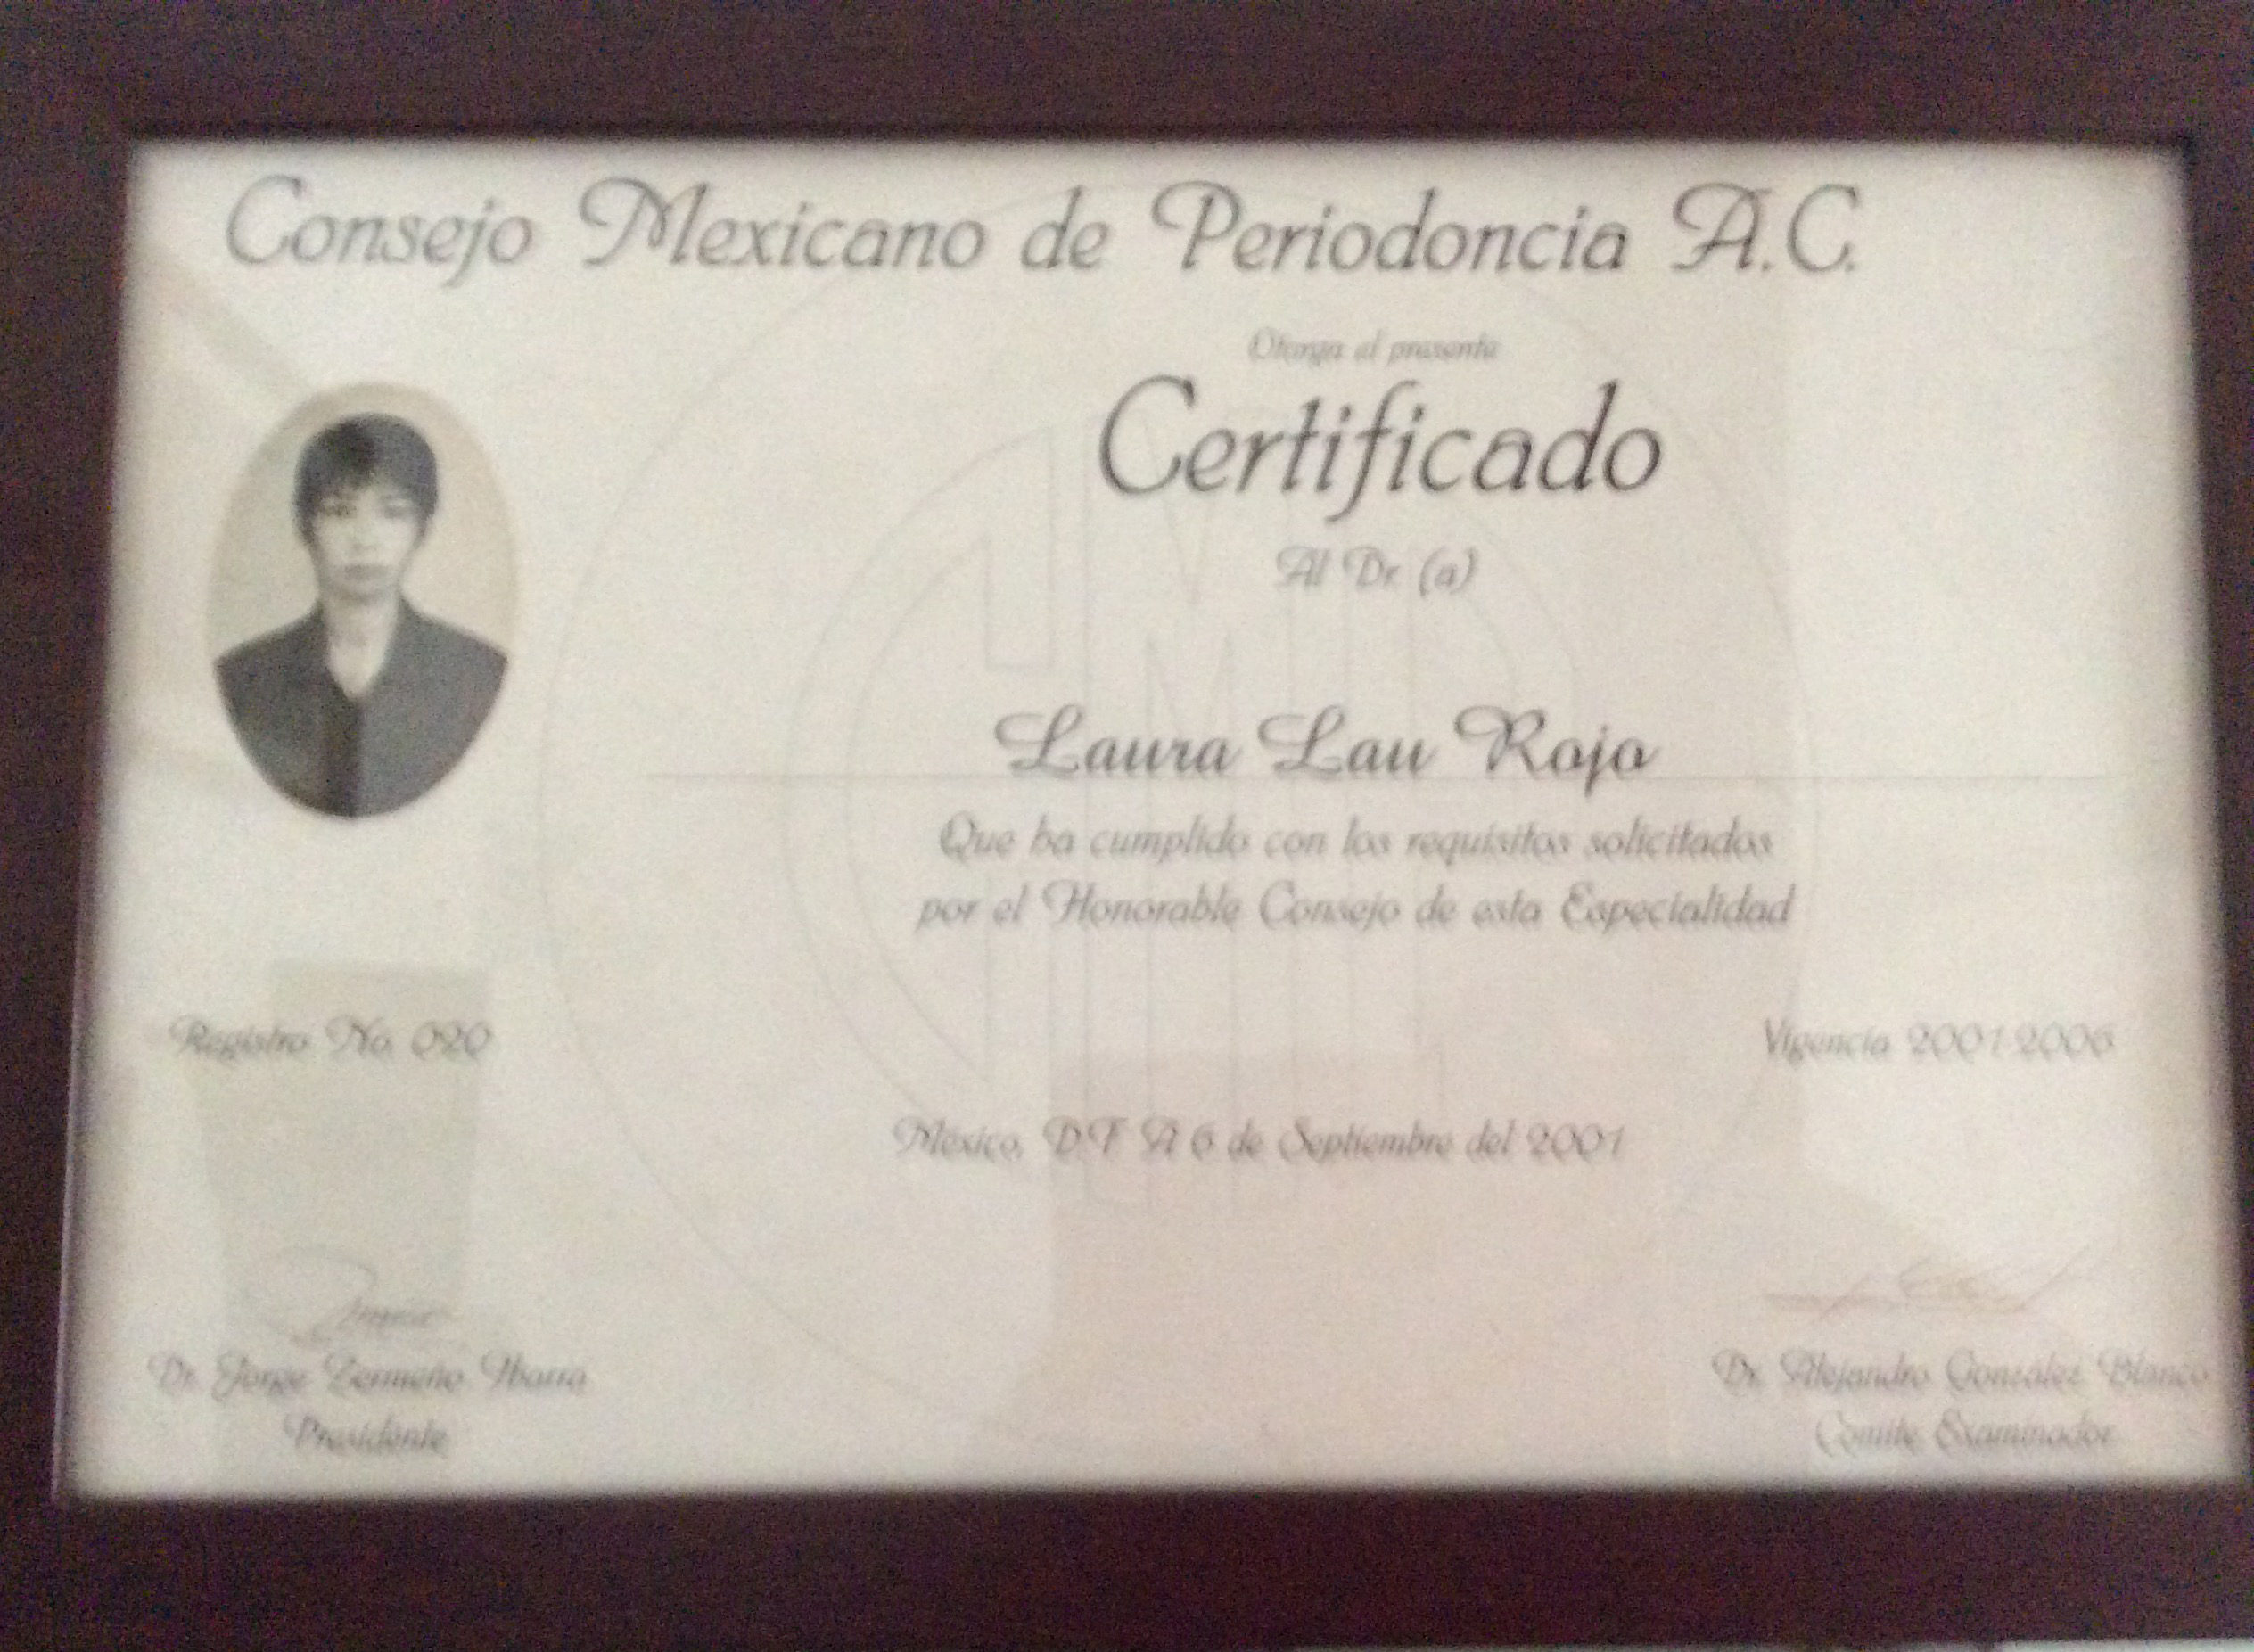 Consejo Mexicano de Periodoncia A.C.
Otorga el presente
Certificado
Al Dr. (a)
Laura Lau Rojo
Que ha cumplido con los requisitos solicitados
por el Honorable Consejo de esta Especialidad
Registro No. 020
Vigencia 2001-2006
México, D.F. A 6 de Septiembre del 2001
Dr. Jorge Zermeño Ibarra
Presidente
Dr. Alejandro González Blanco
Comité Examinador